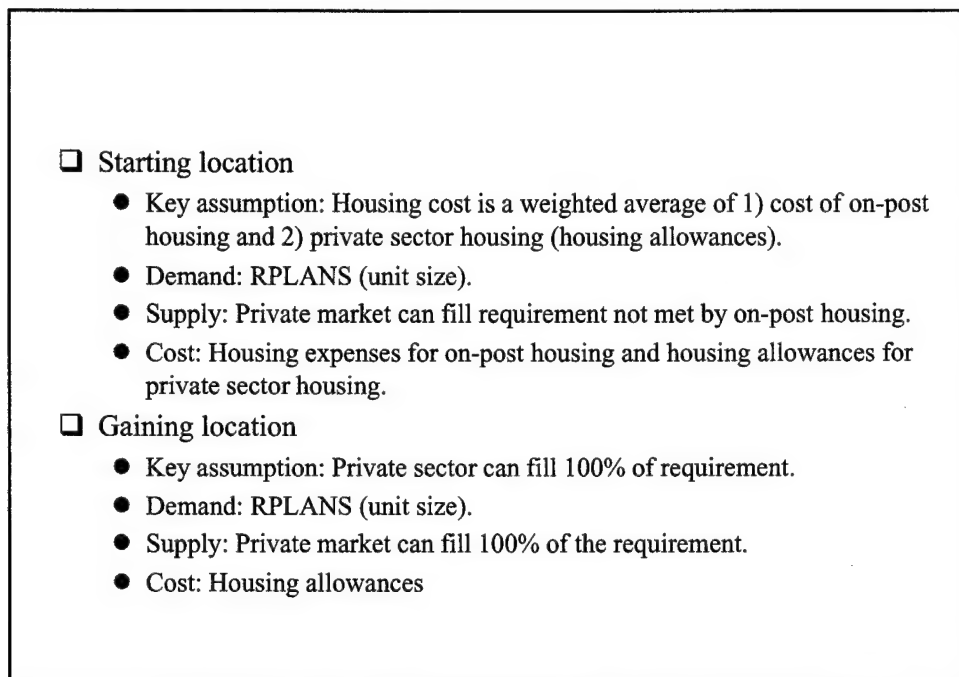 ❑ Starting location
● Key assumption: Housing cost is a weighted average of 1) cost of on-post
housing and 2) private sector housing (housing allowances).
● Demand: RPLANS (unit size).
● Supply: Private market can fill requirement not met by on-post housing.
● Cost: Housing expenses for on-post housing and housing allowances for
private sector housing.
❑ Gaining location
● Key assumption: Private sector can fill 100% of requirement.
● Demand: RPLANS (unit size).
● Supply: Private market can fill 100% of the requirement.
● Cost: Housing allowances